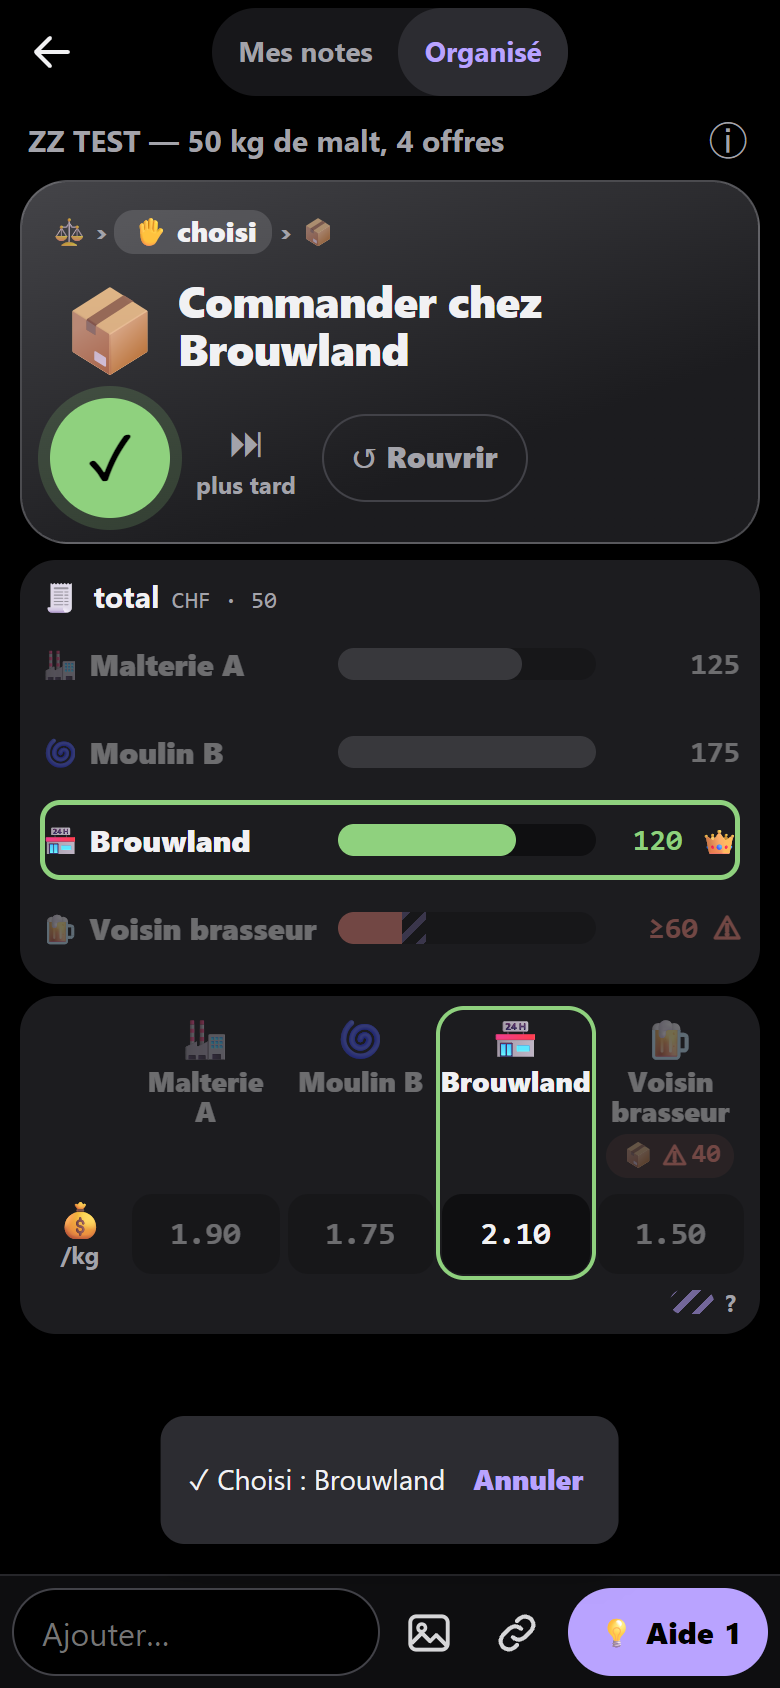 Mes notes
Organisé
ZZ TEST — 50 kg de malt, 4 offres
choisi
Commander chez
Brouwland
plus tard
↺ Rouvrir
total CHF · 50
Malterie A 125
Moulin B 175
24H Brouwland 120
Voisin brasseur ≥60 ⚠
Malterie
A
Moulin B
24H
Brouwland
Voisin
brasseur
⚠ 40
/kg 1.90 1.75 2.10 1.50
?
✓ Choisi : Brouwland Annuler
Ajouter...
Aide 1